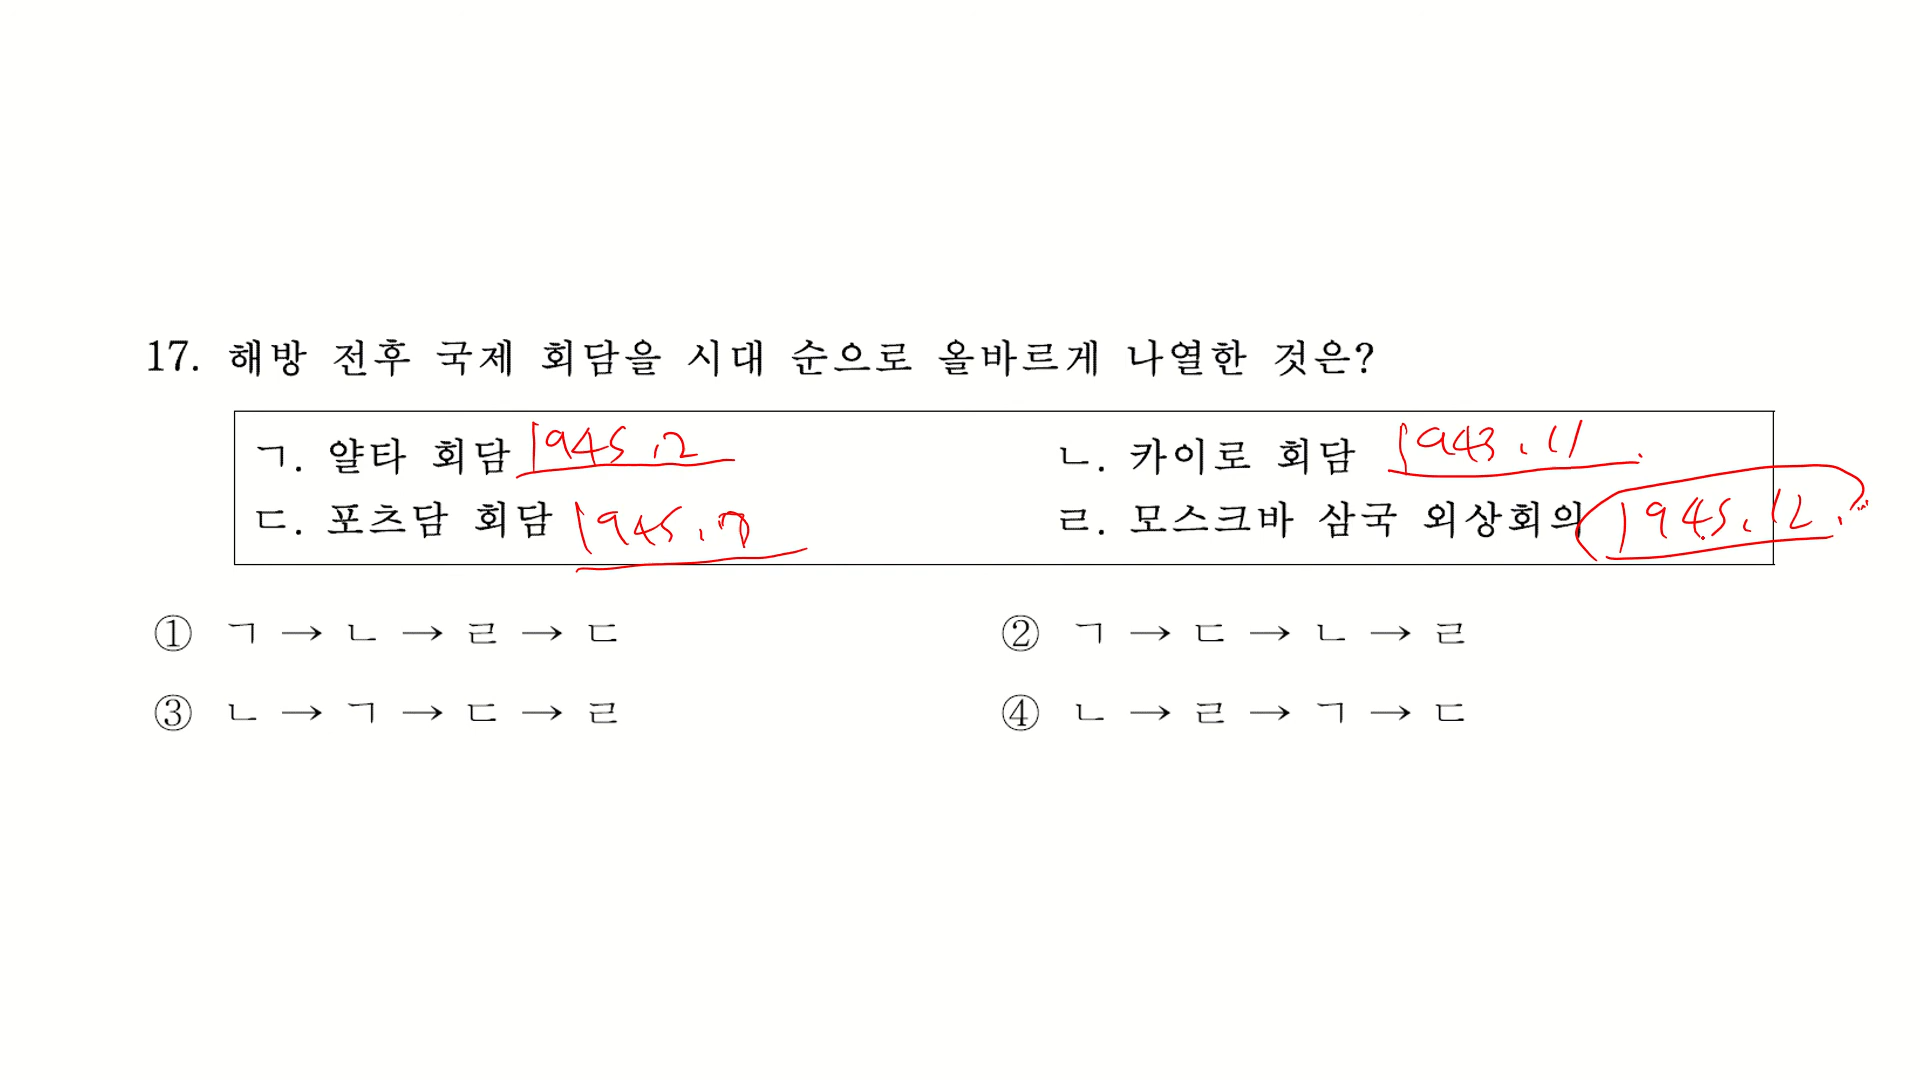 17. 해방 전후 국제 회담을 시대 순으로 올바르게 나열한 것은?
ㄱ. 얄타 회담 1945.2 ㄴ. 카이로 회담 1943.11.
ㄷ. 포츠담 회담 1945.7 ㄹ. 모스크바 삼국 외상회의 1945.12.
① ㄱ → ㄴ → ㄹ → ㄷ ② ㄱ → ㄷ → ㄴ → ㄹ
③ ㄴ → ㄱ → ㄷ → ㄹ ④ ㄴ → ㄹ → ㄱ → ㄷ